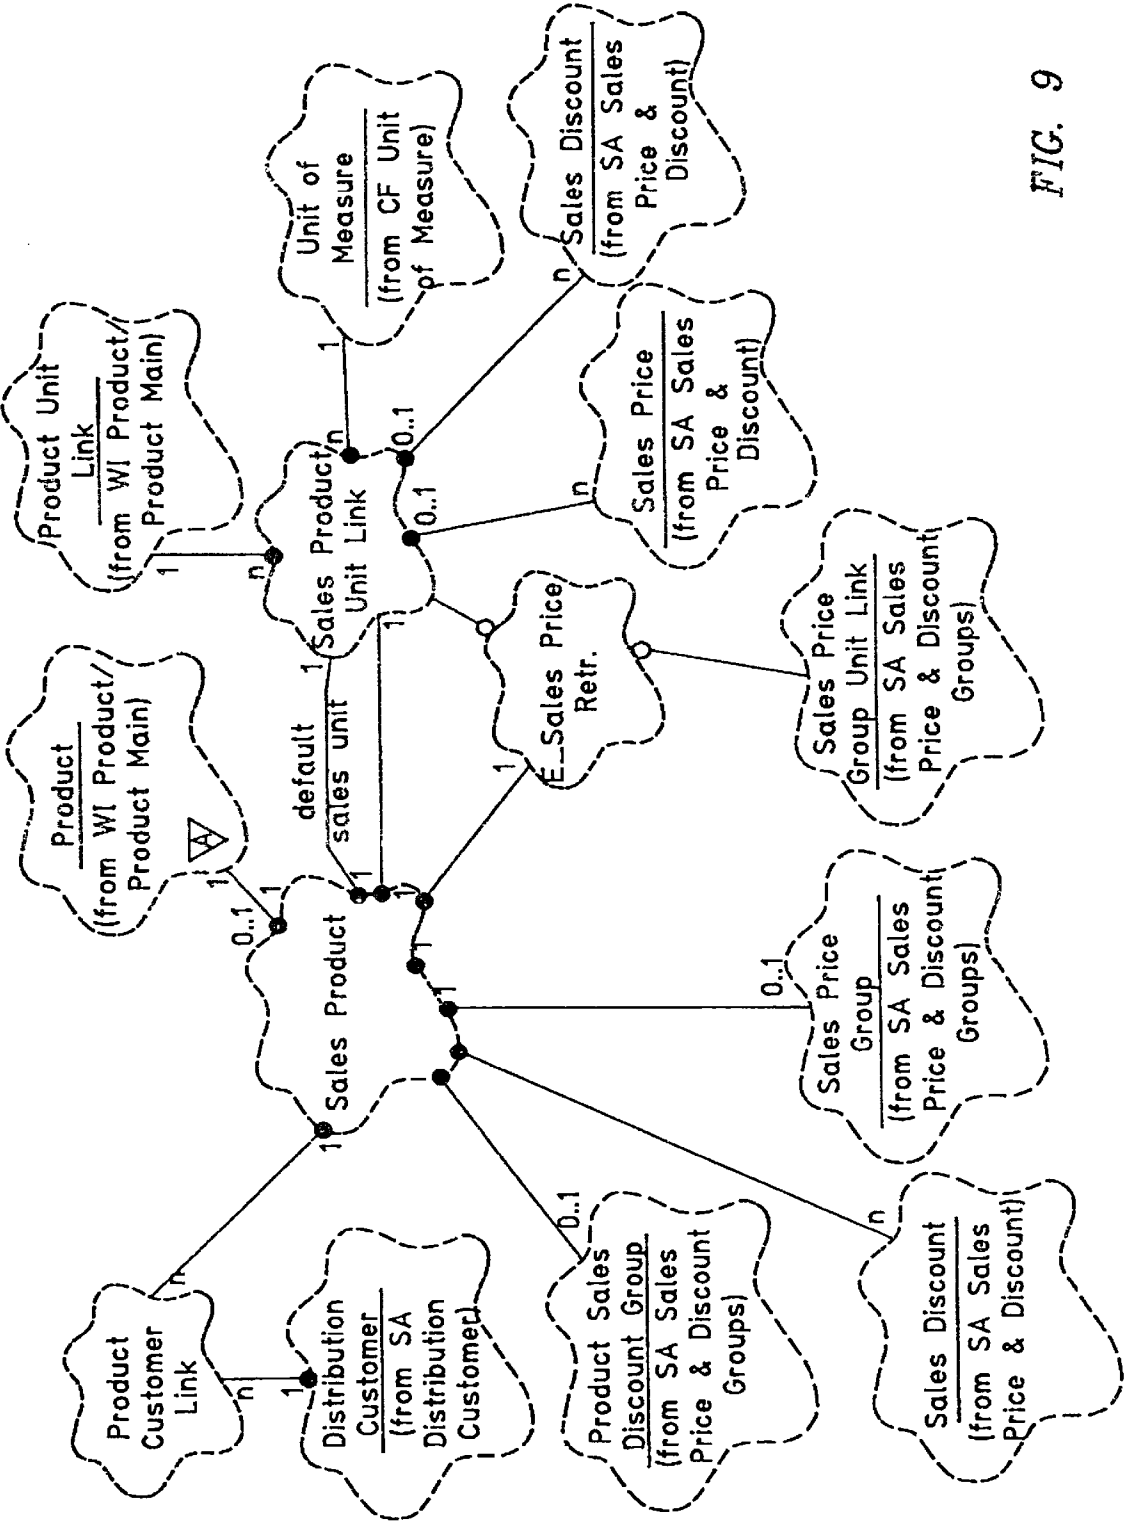 Product
Customer
Link
n
n
1
Distribution
Customer
(from SA
Distribution
Customer)
1
Sales Product
0..1
1
1
Product
(from WI Product/
Product Main)
A
default
sales unit
1
1
1
1
1
1
Product Unit
Link
(from WI Product/
Product Main)
1
n
Sales Product
Unit Link
n
1
Unit of
Measure
(from CF Unit
of Measure)
0..1
n
Sales Discount
(from SA Sales
Price &
Discount)
0..1
n
Sales Price
(from SA Sales
Price &
Discount)
1
E_Sales Price
Retr.
Sales Price
Group Unit Link
(from SA Sales
Price & Discount
Groups)
0..1
Sales Price
Group
(from SA Sales
Price & Discount
Groups)
0..1
Product Sales
Discount Group
(from SA Sales
Price & Discount
Groups)
n
Sales Discount
(from SA Sales
Price & Discount)
FIG. 9